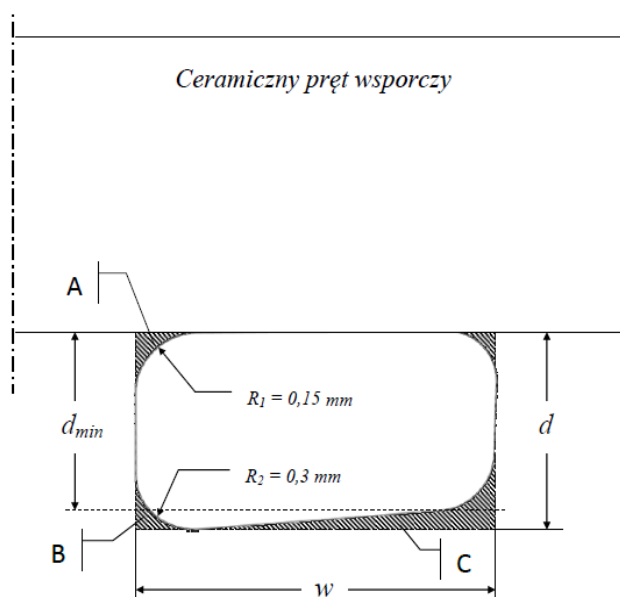 Ceramiczny pręt wsporczy
A
R1 = 0,15 mm
dmin
d
R2 = 0,3 mm
B
C
w